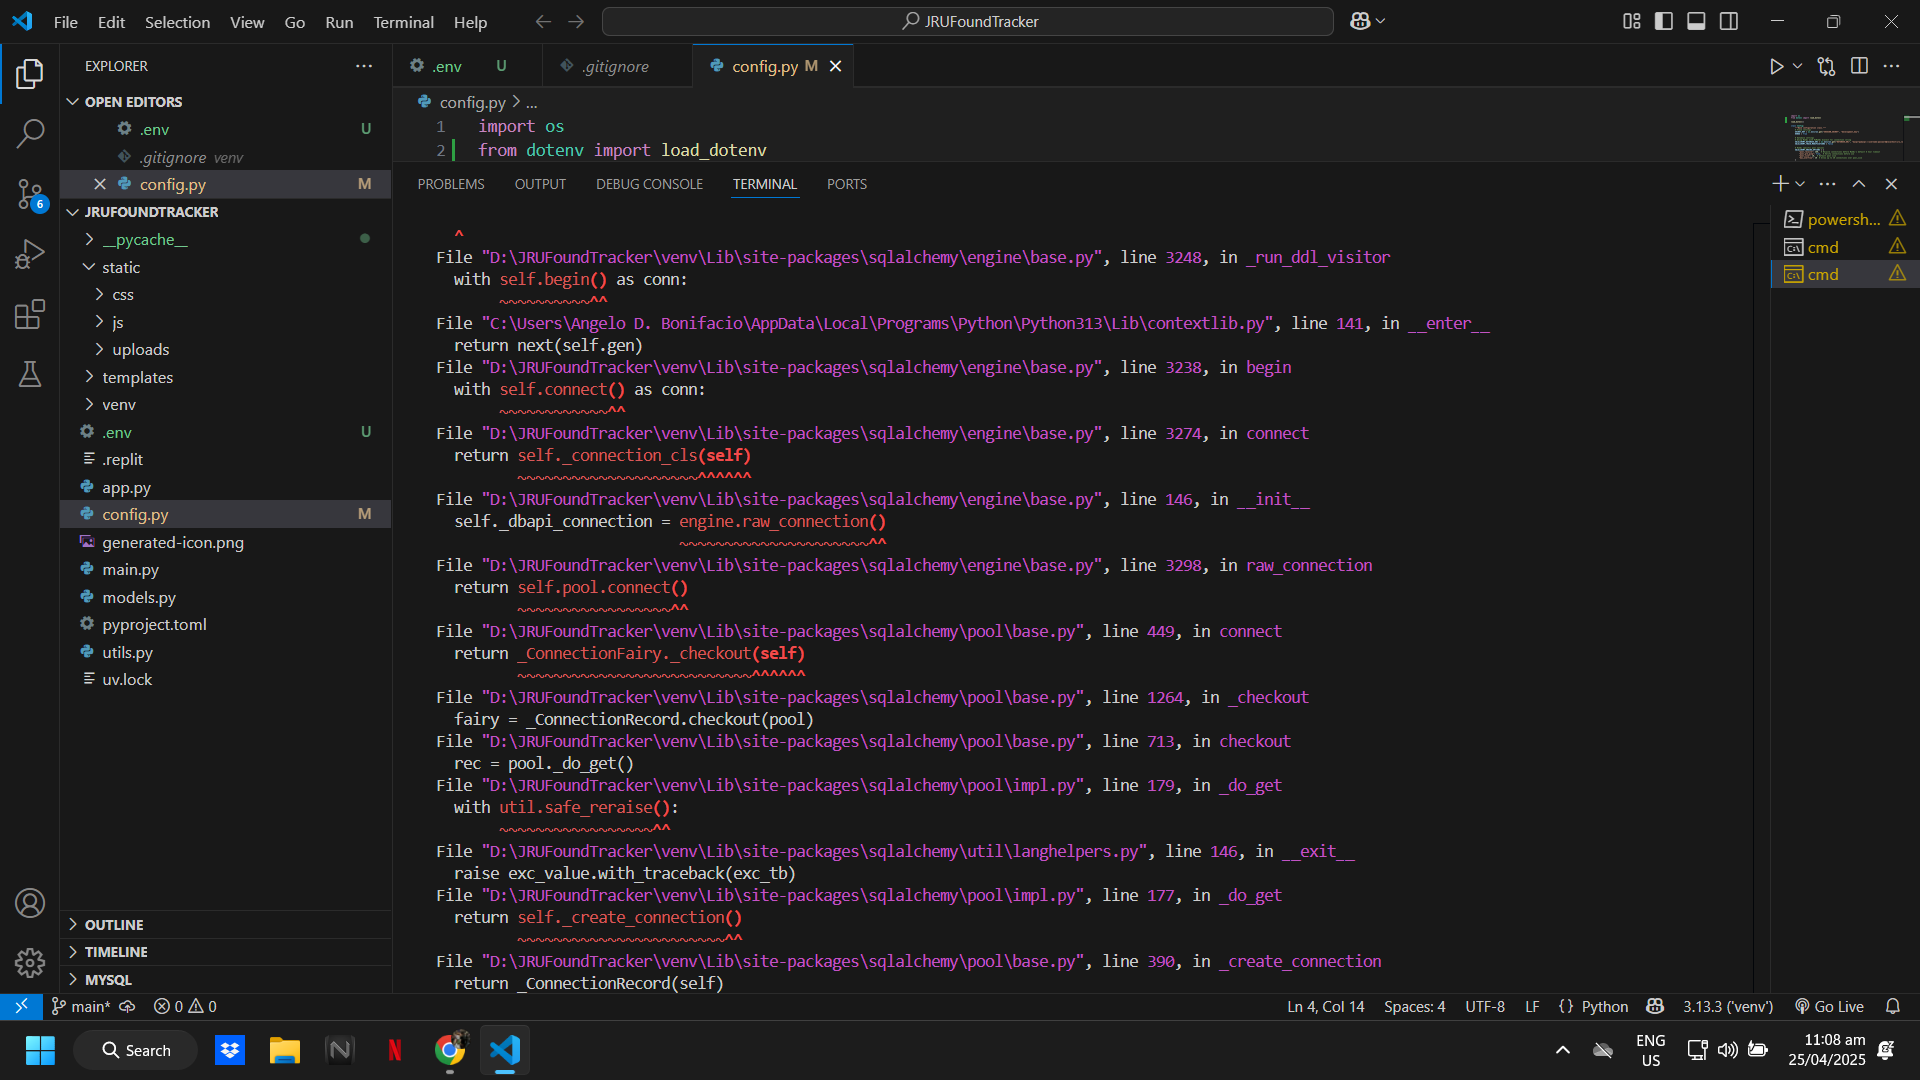 File Edit Selection View Go Run Terminal Help
JRUFoundTracker
EXPLORER
OPEN EDITORS
.env U
.gitignore venv
config.py M
JRUFOUNDTRACKER
__pycache__
static
css
js
uploads
templates
venv
.env U
.replit
app.py
config.py M
generated-icon.png
main.py
models.py
pyproject.toml
utils.py
uv.lock
OUTLINE
TIMELINE
MYSQL
.env U
.gitignore
config.py M
config.py > ...
1 import os
2 from dotenv import load_dotenv
PROBLEMS OUTPUT DEBUG CONSOLE TERMINAL PORTS
^
File "D:\JRUFoundTracker\venv\Lib\site-packages\sqlalchemy\engine\base.py", line 3248, in _run_ddl_visitor
with self.begin() as conn:
~~~~~~~~~~^^
File "C:\Users\Angelo D. Bonifacio\AppData\Local\Programs\Python\Python313\Lib\contextlib.py", line 141, in __enter__
return next(self.gen)
File "D:\JRUFoundTracker\venv\Lib\site-packages\sqlalchemy\engine\base.py", line 3238, in begin
with self.connect() as conn:
~~~~~~~~~~~~^^
File "D:\JRUFoundTracker\venv\Lib\site-packages\sqlalchemy\engine\base.py", line 3274, in connect
return self._connection_cls(self)
~~~~~~~~~~~~~~~~~~~~^^^^^^
File "D:\JRUFoundTracker\venv\Lib\site-packages\sqlalchemy\engine\base.py", line 146, in __init__
self._dbapi_connection = engine.raw_connection()
~~~~~~~~~~~~~~~~~~~~~^^
File "D:\JRUFoundTracker\venv\Lib\site-packages\sqlalchemy\engine\base.py", line 3298, in raw_connection
return self.pool.connect()
~~~~~~~~~~~~~~~~~^^
File "D:\JRUFoundTracker\venv\Lib\site-packages\sqlalchemy\pool\base.py", line 449, in connect
return _ConnectionFairy._checkout(self)
~~~~~~~~~~~~~~~~~~~~~~~~~~^^^^^^
File "D:\JRUFoundTracker\venv\Lib\site-packages\sqlalchemy\pool\base.py", line 1264, in _checkout
fairy = _ConnectionRecord.checkout(pool)
File "D:\JRUFoundTracker\venv\Lib\site-packages\sqlalchemy\pool\base.py", line 713, in checkout
rec = pool._do_get()
File "D:\JRUFoundTracker\venv\Lib\site-packages\sqlalchemy\pool\impl.py", line 179, in _do_get
with util.safe_reraise():
~~~~~~~~~~~~~~~~~^^
File "D:\JRUFoundTracker\venv\Lib\site-packages\sqlalchemy\util\langhelpers.py", line 146, in __exit__
raise exc_value.with_traceback(exc_tb)
File "D:\JRUFoundTracker\venv\Lib\site-packages\sqlalchemy\pool\impl.py", line 177, in _do_get
return self._create_connection()
~~~~~~~~~~~~~~~~~~~~~~~^^
File "D:\JRUFoundTracker\venv\Lib\site-packages\sqlalchemy\pool\base.py", line 390, in _create_connection
return _ConnectionRecord(self)
powersh...
cmd
cmd
main* 0 0
6
Ln 4, Col 14 Spaces: 4 UTF-8 LF {} Python 3.13.3 ('venv') Go Live
Search
ENG
US
11:08 am
25/04/2025